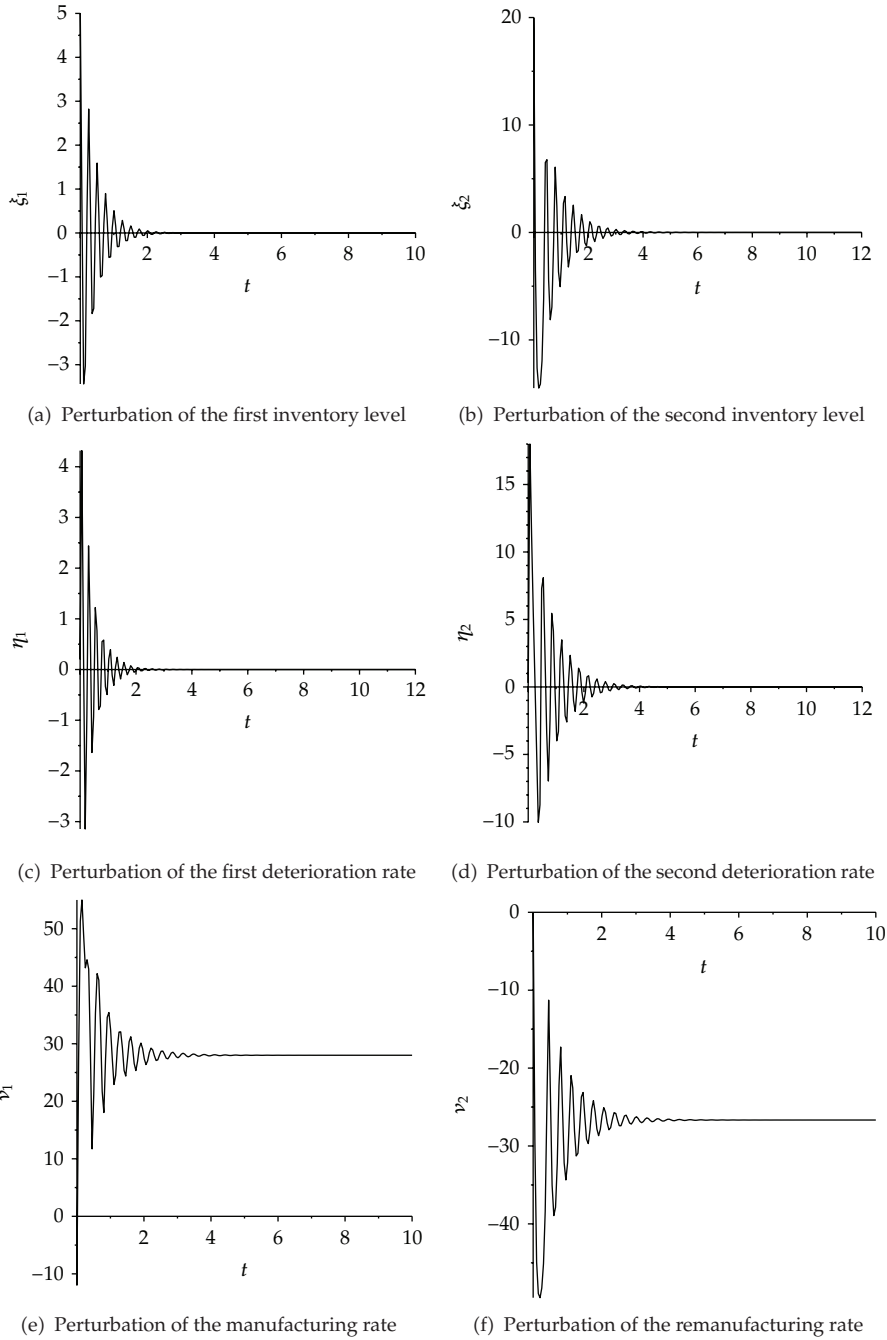 5
4
3
2
1
0
−1
−2
−3
ξ1
2 4 6 8 10
t
(a) Perturbation of the first inventory level
20
10
0
−10
ξ2
2 4 6 8 10 12
t
(b) Perturbation of the second inventory level
4
3
2
1
0
−1
−2
−3
η1
2 4 6 8 10 12
t
(c) Perturbation of the first deterioration rate
15
10
5
0
−5
−10
η2
2 4 6 8 10 12
t
(d) Perturbation of the second deterioration rate
50
40
30
20
10
0
−10
ν1
2 4 6 8 10
t
(e) Perturbation of the manufacturing rate
0
−10
−20
−30
−40
ν2
2 4 6 8 10
t
(f) Perturbation of the remanufacturing rate